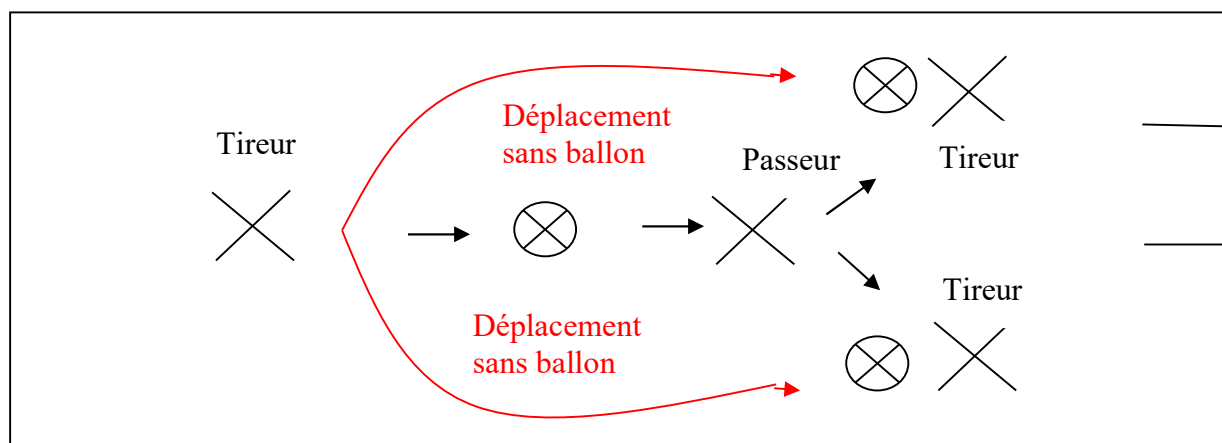 Déplacement
sans ballon
Tireur
Passeur
Tireur
Tireur
Déplacement
sans ballon